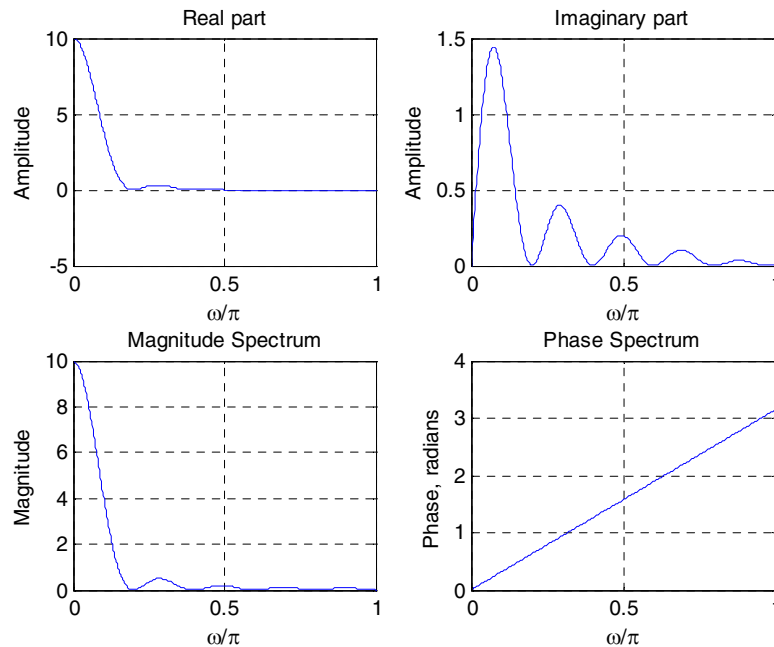 Real part
10
5
0
-5
Amplitude
0
0.5
1
ω/π
Imaginary part
1.5
1
0.5
0
Amplitude
0
0.5
1
ω/π
Magnitude Spectrum
10
8
6
4
2
0
Magnitude
0
0.5
1
ω/π
Phase Spectrum
4
3
2
1
0
Phase, radians
0
0.5
1
ω/π